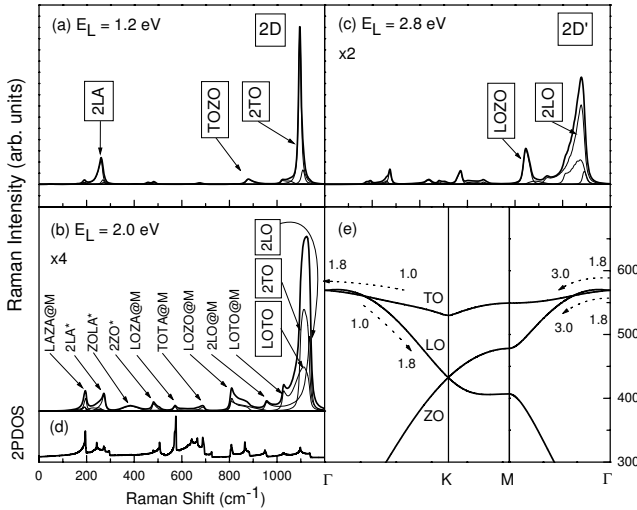 (a) E_L = 1.2 eV
2D
2LA
TOZO
2TO
(c) E_L = 2.8 eV
x2
2D'
LOZO
2LO
Raman Intensity (arb. units)
(b) E_L = 2.0 eV
x4
LAZA@M
2LA*
ZOLA*
2ZO*
LOZA@M
TOTA@M
LOZO@M
2LO@M
LOTO@M
LOTO
2TO
2LO
(d)
2PDOS
0 200 400 600 800 1000
Raman Shift (cm⁻¹)
(e)
1.8
1.0
TO
3.0
1.8
1.0
1.8
LO
3.0
1.8
ZO
600
500
400
300
Γ K M Γ